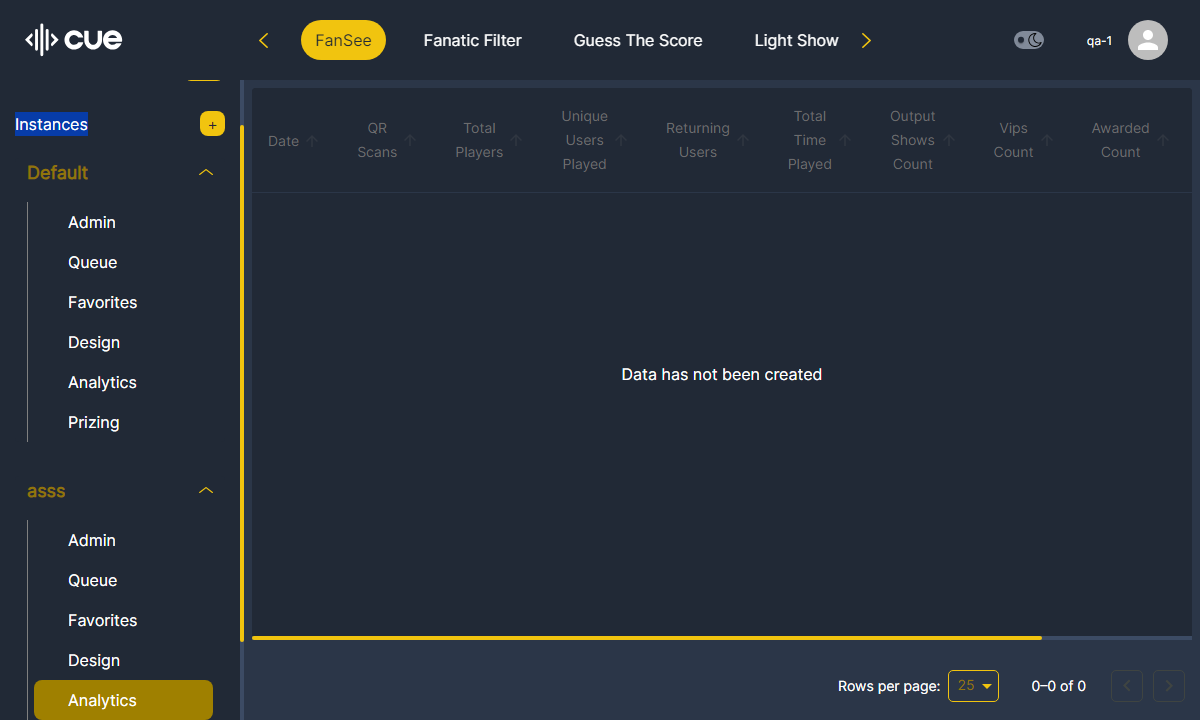 cue
FanSee
Fanatic Filter
Guess The Score
Light Show
qa-1
Instances
+
Default
Admin
Queue
Favorites
Design
Analytics
Prizing
asss
Admin
Queue
Favorites
Design
Analytics
Date
QR
Scans
Total
Players
Unique
Users
Played
Returning
Users
Total
Time
Played
Output
Shows
Count
Vips
Count
Awarded
Count
Data has not been created
Rows per page:
25
0–0 of 0